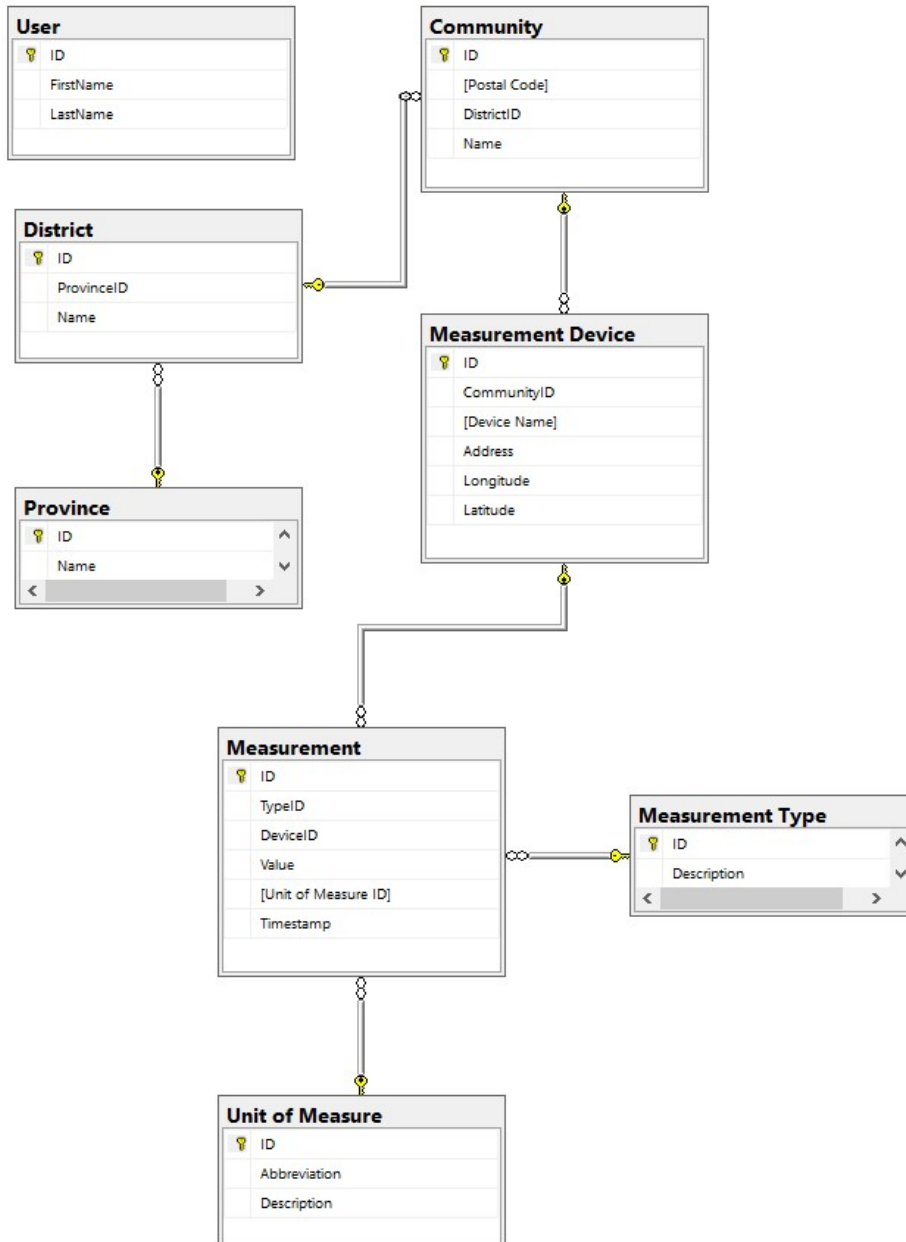 User
ID
FirstName
LastName
Community
ID
[Postal Code]
DistrictID
Name
District
ID
ProvinceID
Name
Measurement Device
ID
CommunityID
[Device Name]
Address
Longitude
Latitude
Province
ID
Name
Measurement
ID
TypeID
DeviceID
Value
[Unit of Measure ID]
Timestamp
Measurement Type
ID
Description
Unit of Measure
ID
Abbreviation
Description